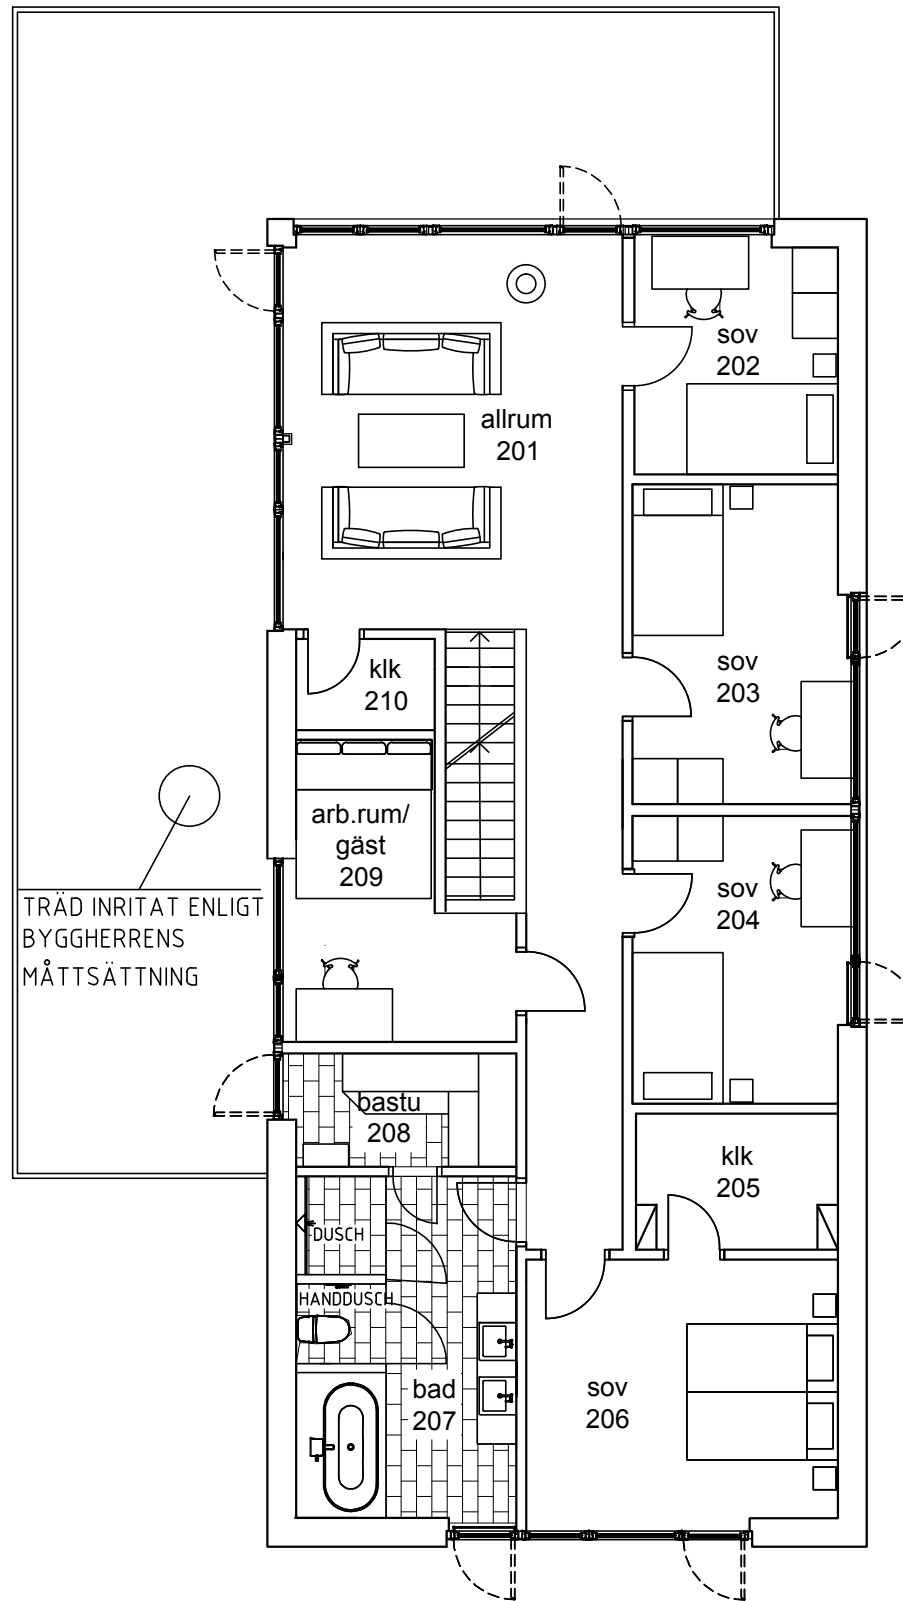 sov
202
allrum
201
sov
203
klk
210
arb.rum/
gäst
209
sov
204
TRÄD INRITAT ENLIGT
BYGGHERRENS
MÅTTSÄTTNING
bastu
208
klk
205
DUSCH
HANDDUSCH
bad
207
sov
206